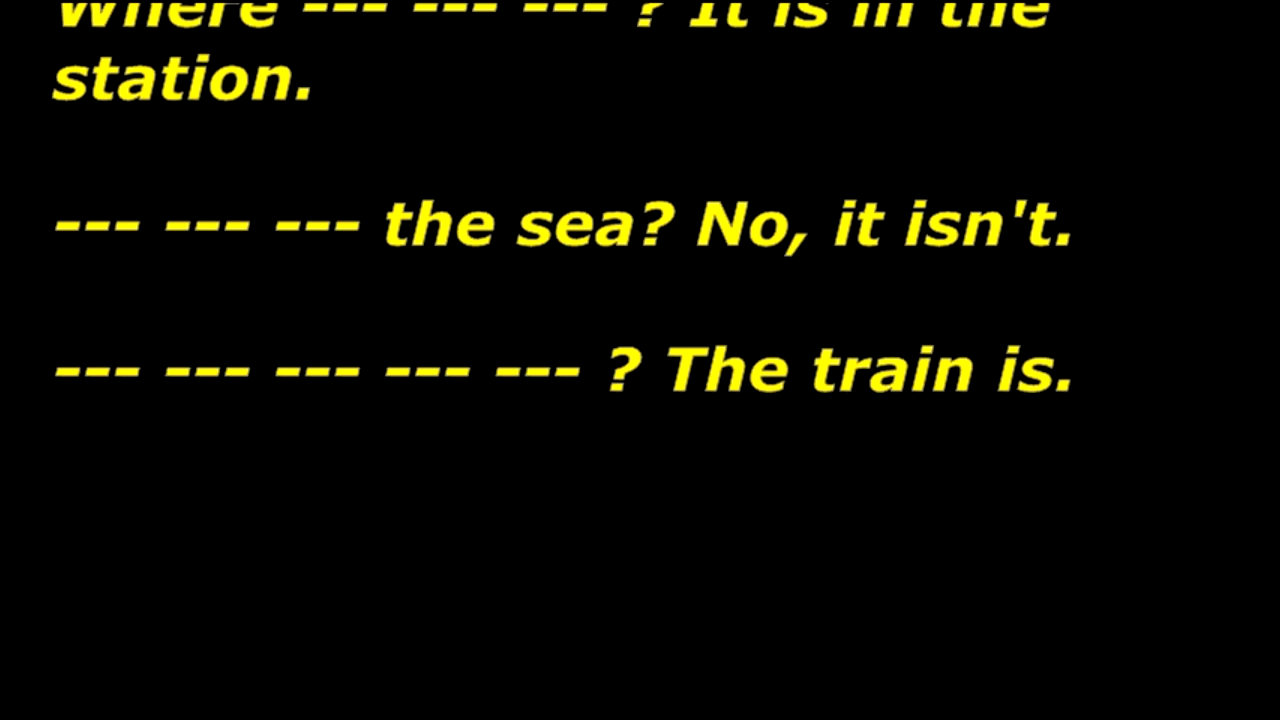 Where --- --- --- ? It is in the
station.
--- --- --- the sea? No, it isn't.
--- --- --- --- --- ? The train is.